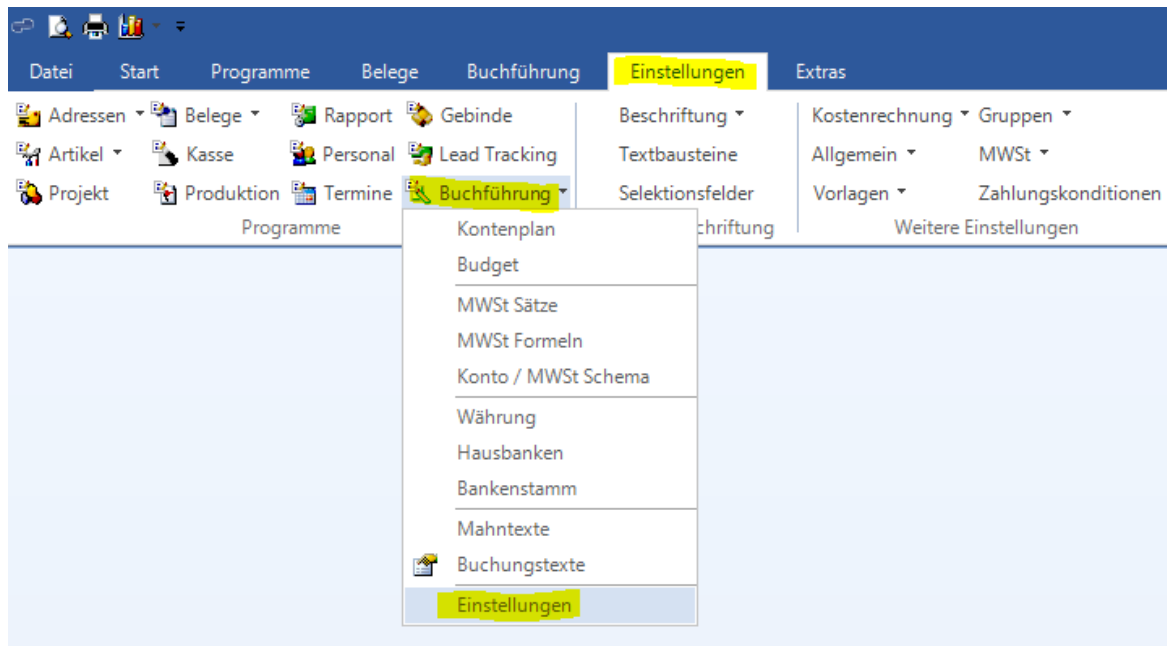 Datei Start Programme Belege Buchführung Einstellungen Extras
Adressen Belege Rapport Gebinde Beschriftung Kostenrechnung Gruppen
Artikel Kasse Personal Lead Tracking Textbausteine Allgemein MWSt
Projekt Produktion Termine Buchführung Selektionsfelder Vorlagen Zahlungskonditionen
Programme chriftung Weitere Einstellungen
Kontenplan
Budget
MWSt Sätze
MWSt Formeln
Konto / MWSt Schema
Währung
Hausbanken
Bankenstamm
Mahntexte
Buchungstexte
Einstellungen